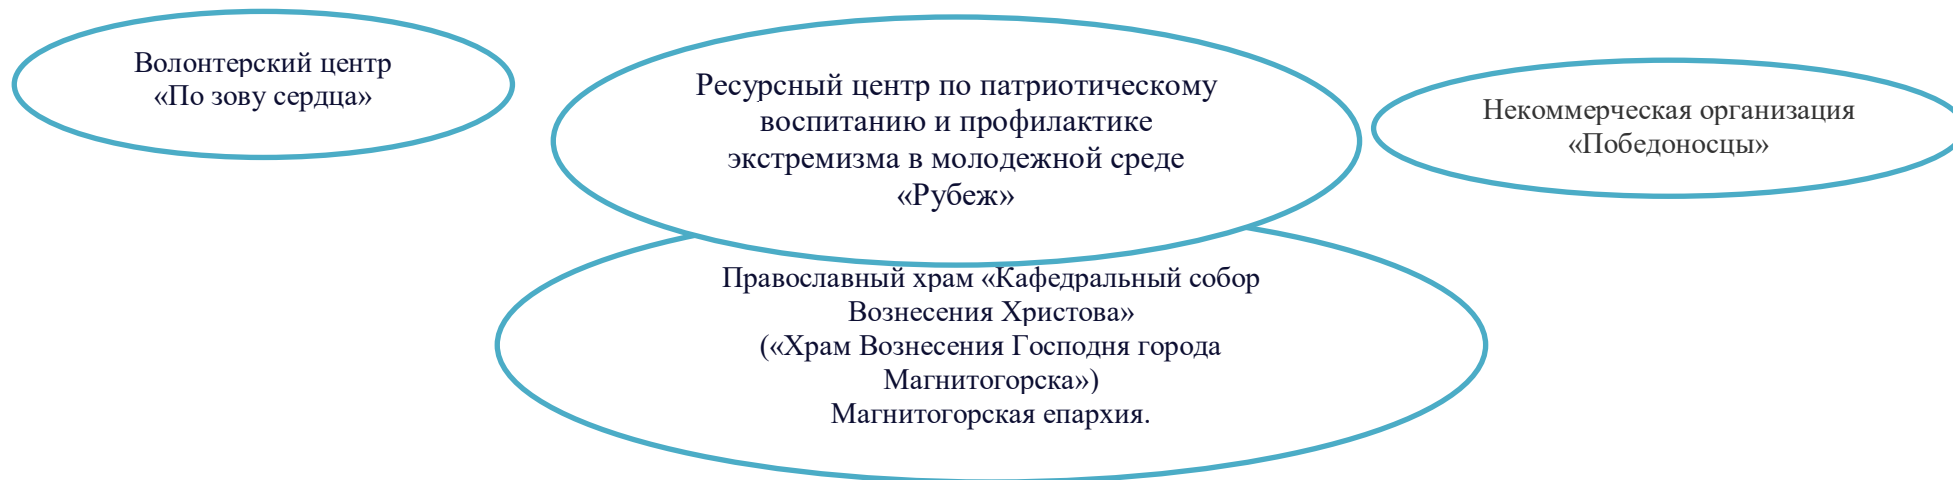 Волонтерский центр
«По зову сердца»
Ресурсный центр по патриотическому
воспитанию и профилактике
экстремизма в молодежной среде
«Рубеж»
Некоммерческая организация
«Победоносцы»
Православный храм «Кафедральный собор
Вознесения Христова»
(«Храм Вознесения Господня города
Магнитогорска»)
Магнитогорская епархия.